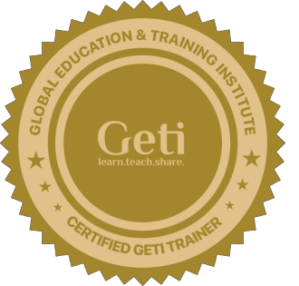 GLOBAL EDUCATION & TRAINING INSTITUTE
Geti
learn.teach.share.
CERTIFIED GETI TRAINER